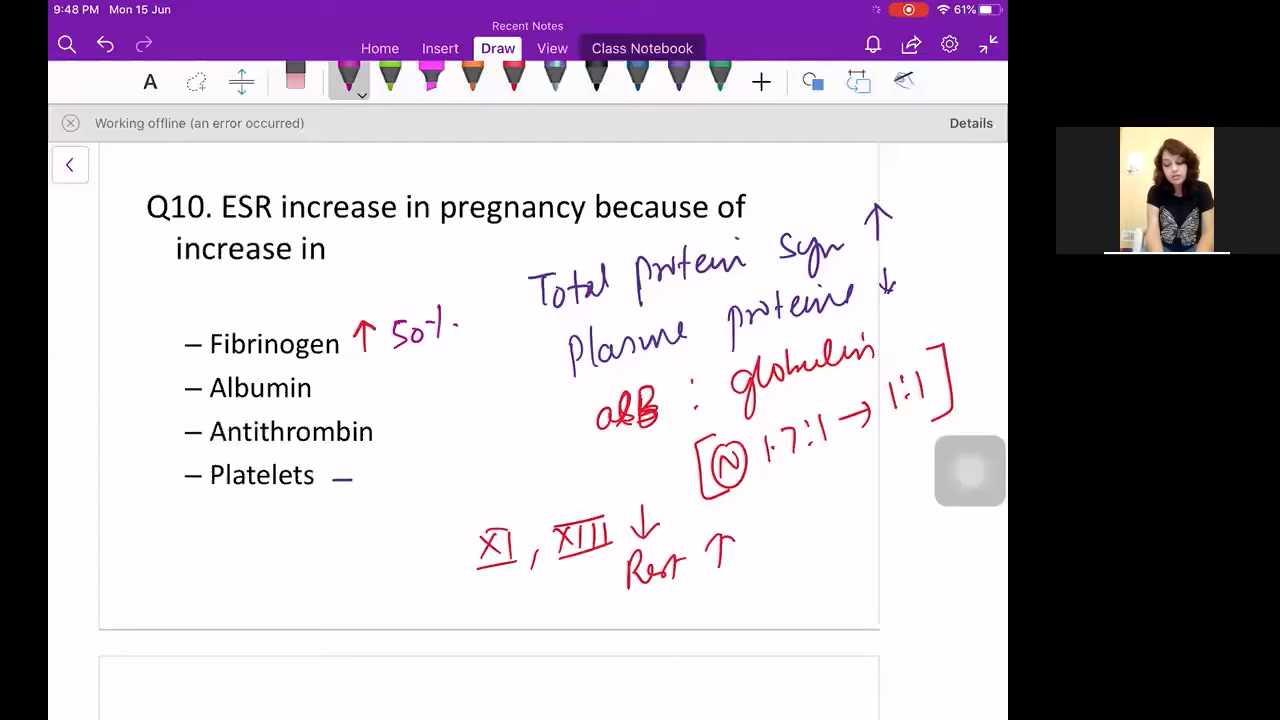 9:48 PM Mon 15 Jun
61%
Recent Notes
Home Insert Draw View Class Notebook
A
Working offline (an error occurred)
Details
Q10. ESR increase in pregnancy because of
increase in
Total protein syn ↑
Plasma proteins ↓
– Fibrinogen ↑ 50%.
alb : globulin
– Albumin
[Ⓝ 1.7:1 → 1:1]
– Antithrombin
– Platelets –
XI, XIII ↓
Rest ↑